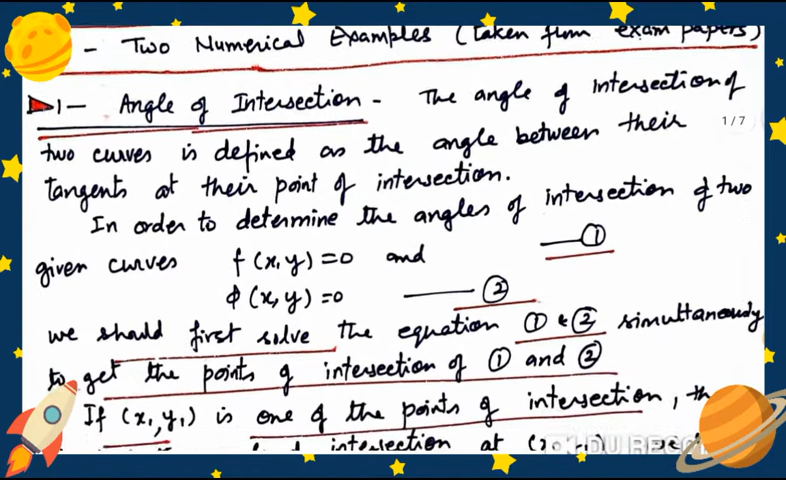 - Two Numerical Examples (taken from exam papers)
1- Angle of Intersection - The angle of intersection of
1/7
two curves is defined as the angle between their
tangents at their point of intersection.
In order to determine the angles of intersection of two
given curves f(x,y)=0 and —①
φ(x,y)=0 —②
we should first solve the equation ① & ② simultaneously
to get the points of intersection of ① and ②
If (x₁,y₁) is one of the points of intersection,
intersection at